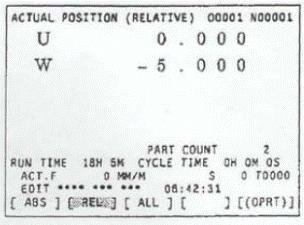 ACTUAL POSITION (RELATIVE) O0001 N00001
U 0.000
W -5.000
PART COUNT 2
RUN TIME 18H 5M CYCLE TIME 0H 0M 0S
ACT.F 0 MM/M S 0 T0000
EDIT **** *** *** 06:42:31
[ ABS ] [ REL ] [ ALL ] [ ] [(OPRT)]